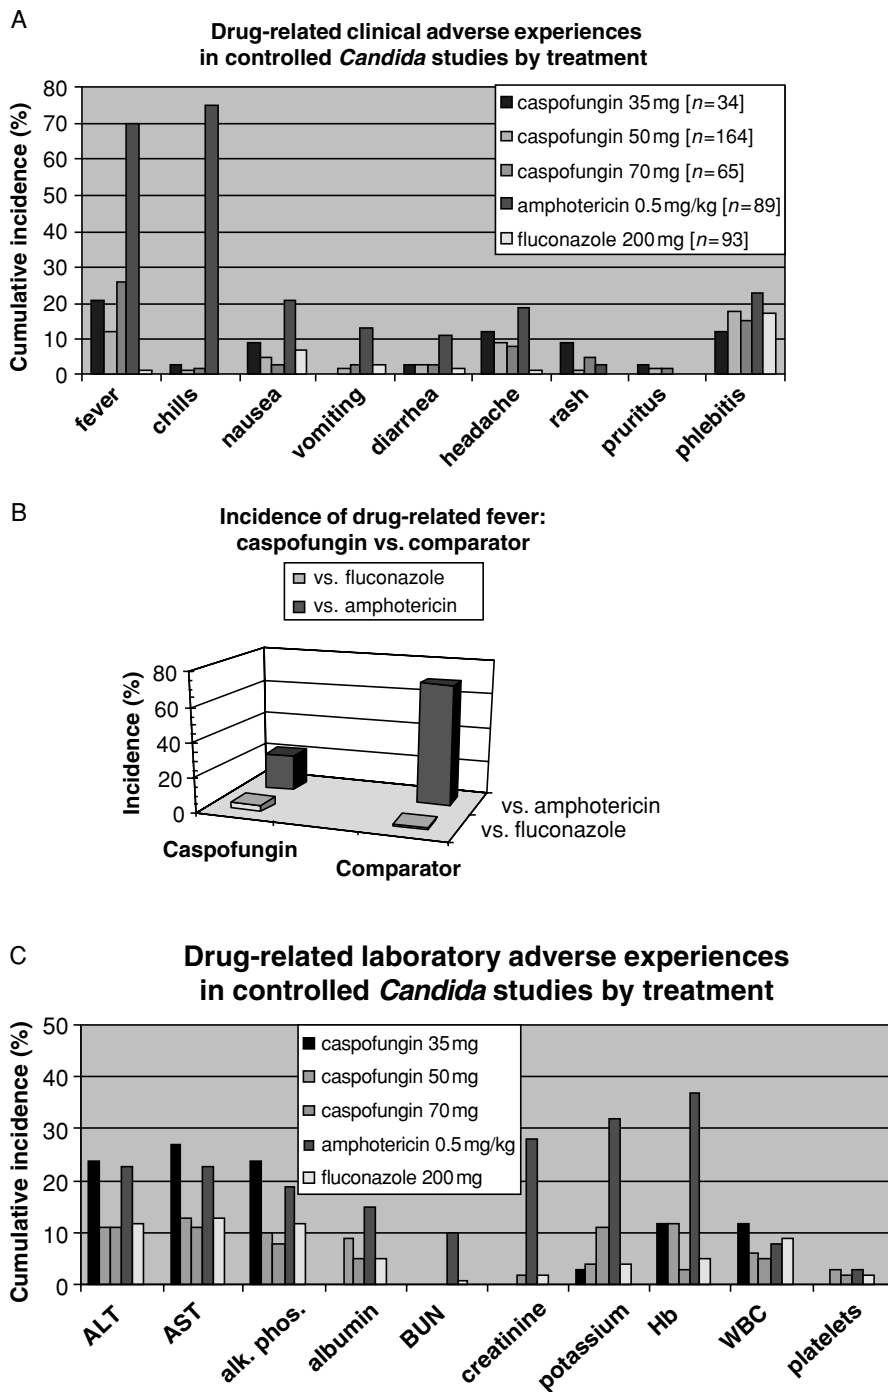 A
Drug-related clinical adverse experiences
in controlled Candida studies by treatment
Cumulative incidence (%)
80
70
60
50
40
30
20
10
0
caspofungin 35 mg [n=34]
caspofungin 50 mg [n=164]
caspofungin 70 mg [n=65]
amphotericin 0.5 mg/kg [n=89]
fluconazole 200 mg [n=93]
fever
chills
nausea
vomiting
diarrhea
headache
rash
pruritus
phlebitis
B
Incidence of drug-related fever:
caspofungin vs. comparator
vs. fluconazole
vs. amphotericin
Incidence (%)
80
60
40
20
0
vs. amphotericin
vs. fluconazole
Caspofungin
Comparator
C
Drug-related laboratory adverse experiences
in controlled Candida studies by treatment
Cumulative incidence (%)
50
40
30
20
10
0
caspofungin 35 mg
caspofungin 50 mg
caspofungin 70 mg
amphotericin 0.5 mg/kg
fluconazole 200 mg
ALT
AST
alk. phos.
albumin
BUN
creatinine
potassium
Hb
WBC
platelets